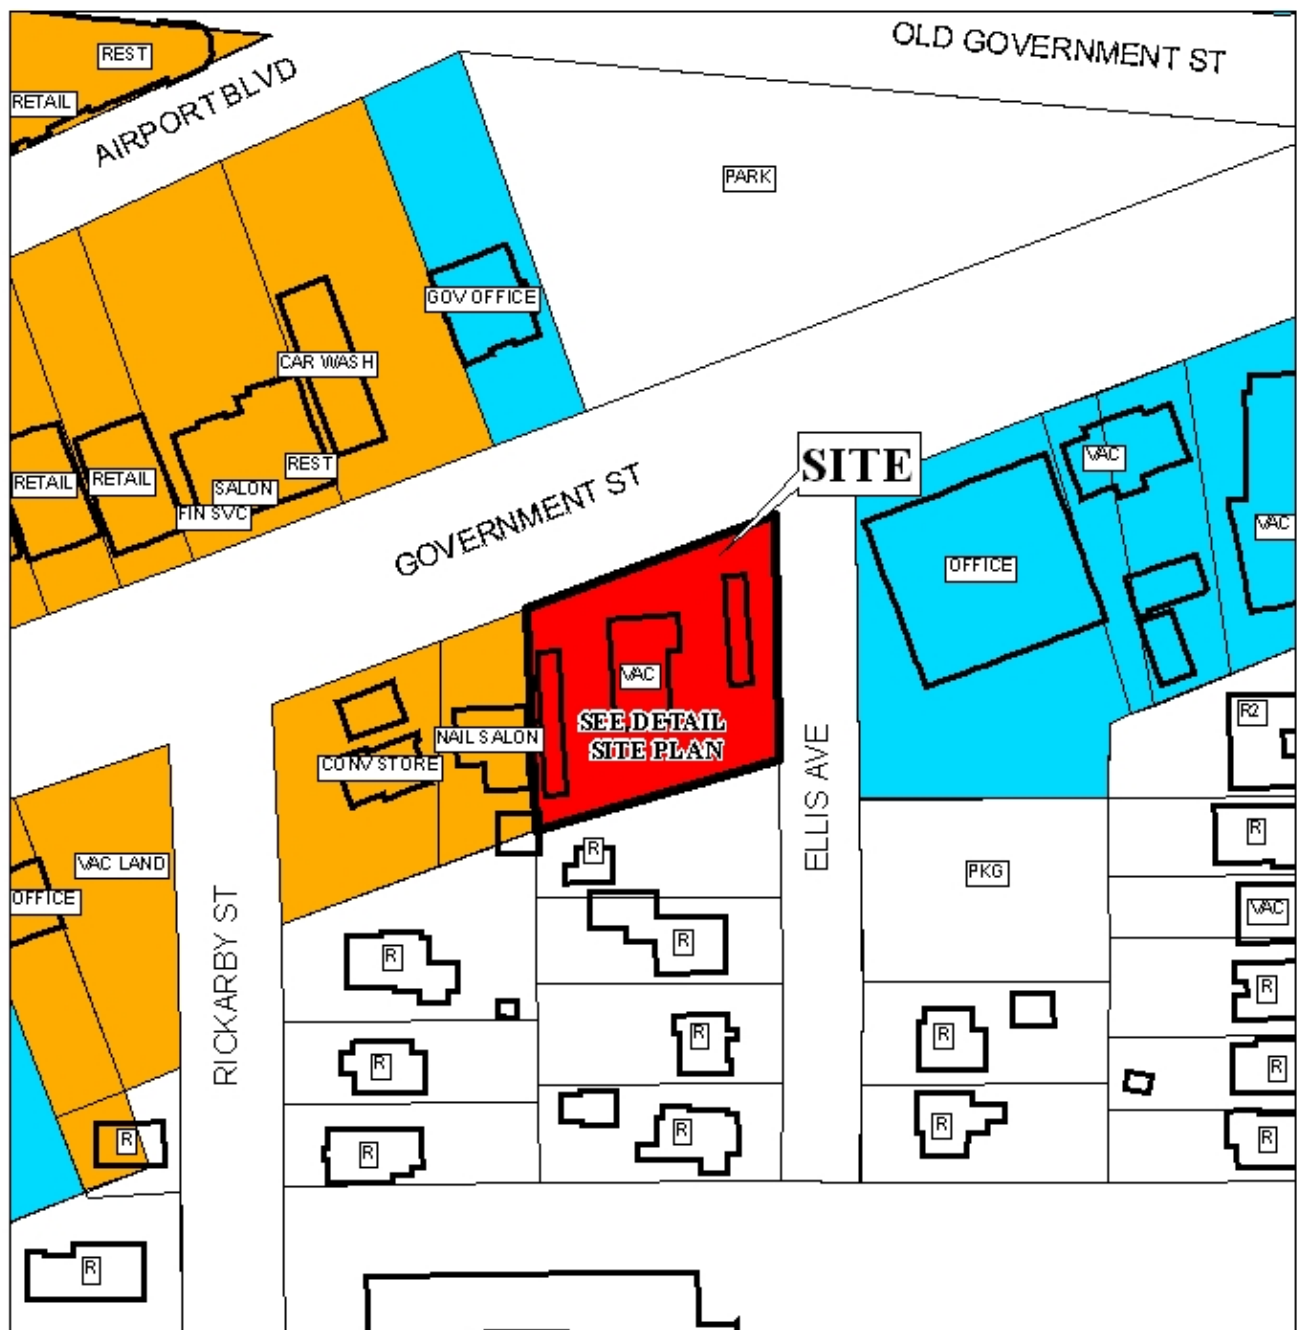 OLD GOVERNMENT ST
REST
RETAIL
AIRPORT BLVD
PARK
GOV OFFICE
CAR WASH
VAC
REST
RETAIL
RETAIL
SALON
FIN SVC
SITE
GOVERNMENT ST
VAC
OFFICE
VAC
SEE DETAIL
SITE PLAN
R2
NAIL SALON
CONV STORE
ELLIS AVE
R
R
VAC LAND
PKG
OFFICE
VAC
RICKARBY ST
R
R
R
R
R
R
R
R
R
R
R
R
R
R